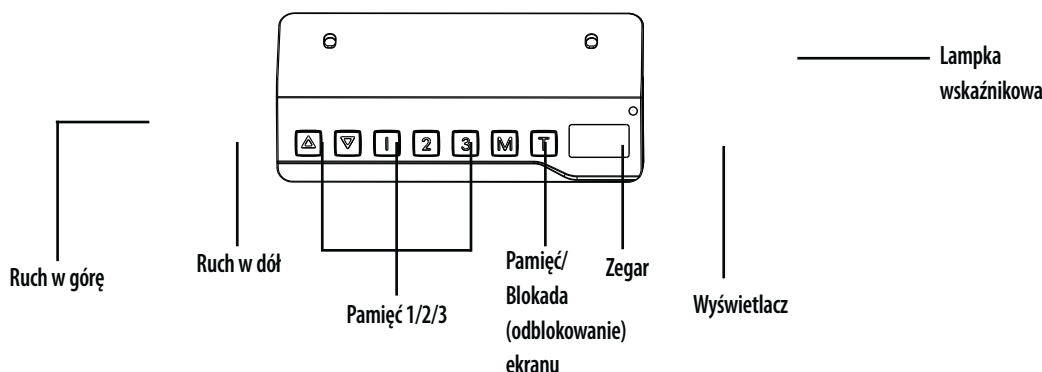 Lampka
wskaźnikowa
1 2 3 M T
Ruch w górę
Ruch w dół
Pamięć 1/2/3
Pamięć/
Blokada
(odblokowanie)
ekranu
Zegar
Wyświetlacz